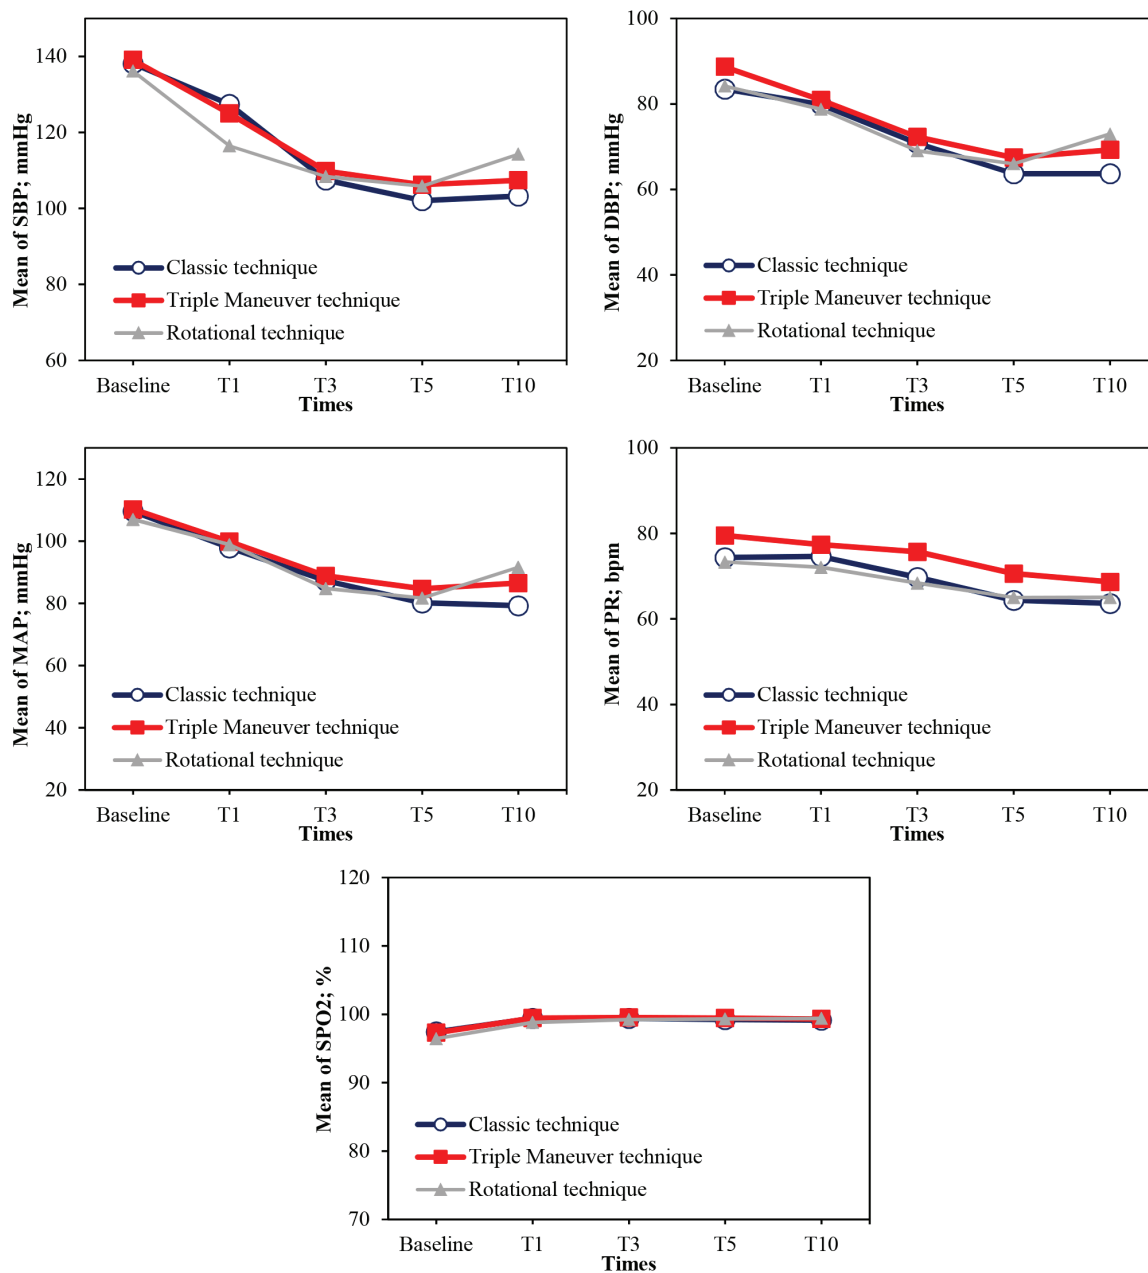 Mean of SBP; mmHg
140
120
100
80
60
Classic technique
Triple Maneuver technique
Rotational technique
Baseline T1 T3 T5 T10
Times
Mean of DBP; mmHg
100
80
60
40
20
Classic technique
Triple Maneuver technique
Rotational technique
Baseline T1 T3 T5 T10
Times
Mean of MAP; mmHg
120
100
80
60
40
20
Classic technique
Triple Maneuver technique
Rotational technique
Baseline T1 T3 T5 T10
Times
Mean of PR; bpm
100
80
60
40
20
Classic technique
Triple Maneuver technique
Rotational technique
Baseline T1 T3 T5 T10
Times
Mean of SPO2; %
120
110
100
90
80
70
Classic technique
Triple Maneuver technique
Rotational technique
Baseline T1 T3 T5 T10
Times